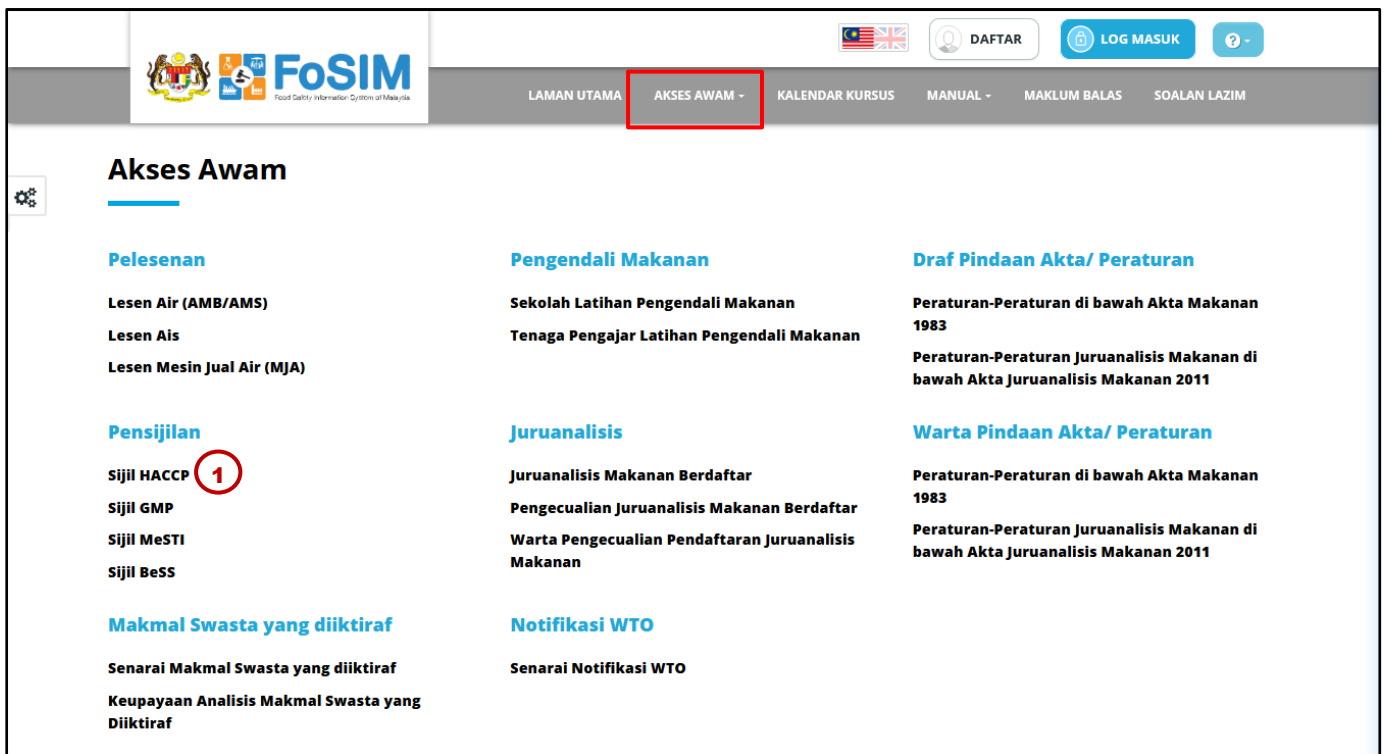 DAFTAR
LOG MASUK
?
FoSIM
Food Safety Information System of Malaysia
LAMAN UTAMA
AKSES AWAM
KALENDAR KURSUS
MANUAL
MAKLUM BALAS
SOALAN LAZIM
Akses Awam
Pelesenan
Lesen Air (AMB/AMS)
Lesen Ais
Lesen Mesin Jual Air (MJA)
Pengendali Makanan
Sekolah Latihan Pengendali Makanan
Tenaga Pengajar Latihan Pengendali Makanan
Draf Pindaan Akta/ Peraturan
Peraturan-Peraturan di bawah Akta Makanan
1983
Peraturan-Peraturan Juruanalisis Makanan di
bawah Akta Juruanalisis Makanan 2011
Pensijilan
Sijil HACCP
1
Sijil GMP
Sijil MeSTI
Sijil BeSS
Juruanalisis
Juruanalisis Makanan Berdaftar
Pengecualian Juruanalisis Makanan Berdaftar
Warta Pengecualian Pendaftaran Juruanalisis
Makanan
Warta Pindaan Akta/ Peraturan
Peraturan-Peraturan di bawah Akta Makanan
1983
Peraturan-Peraturan Juruanalisis Makanan di
bawah Akta Juruanalisis Makanan 2011
Makmal Swasta yang diiktiraf
Senarai Makmal Swasta yang diiktiraf
Keupayaan Analisis Makmal Swasta yang
Diiktiraf
Notifikasi WTO
Senarai Notifikasi WTO